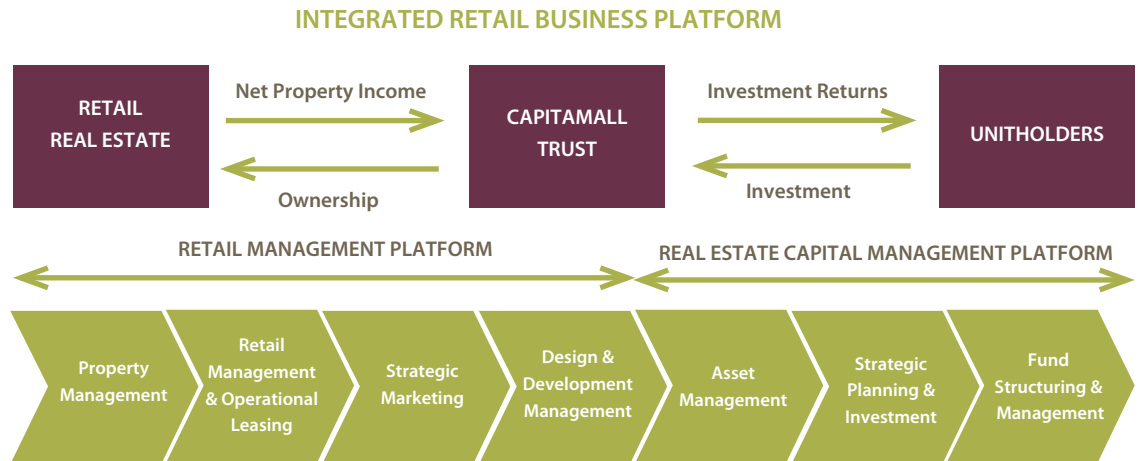 INTEGRATED RETAIL BUSINESS PLATFORM
RETAIL
REAL ESTATE
Net Property Income
Ownership
CAPITAMALL
TRUST
Investment Returns
Investment
UNITHOLDERS
RETAIL MANAGEMENT PLATFORM
REAL ESTATE CAPITAL MANAGEMENT PLATFORM
Property
Management
Retail
Management
& Operational
Leasing
Strategic
Marketing
Design &
Development
Management
Asset
Management
Strategic
Planning &
Investment
Fund
Structuring &
Management